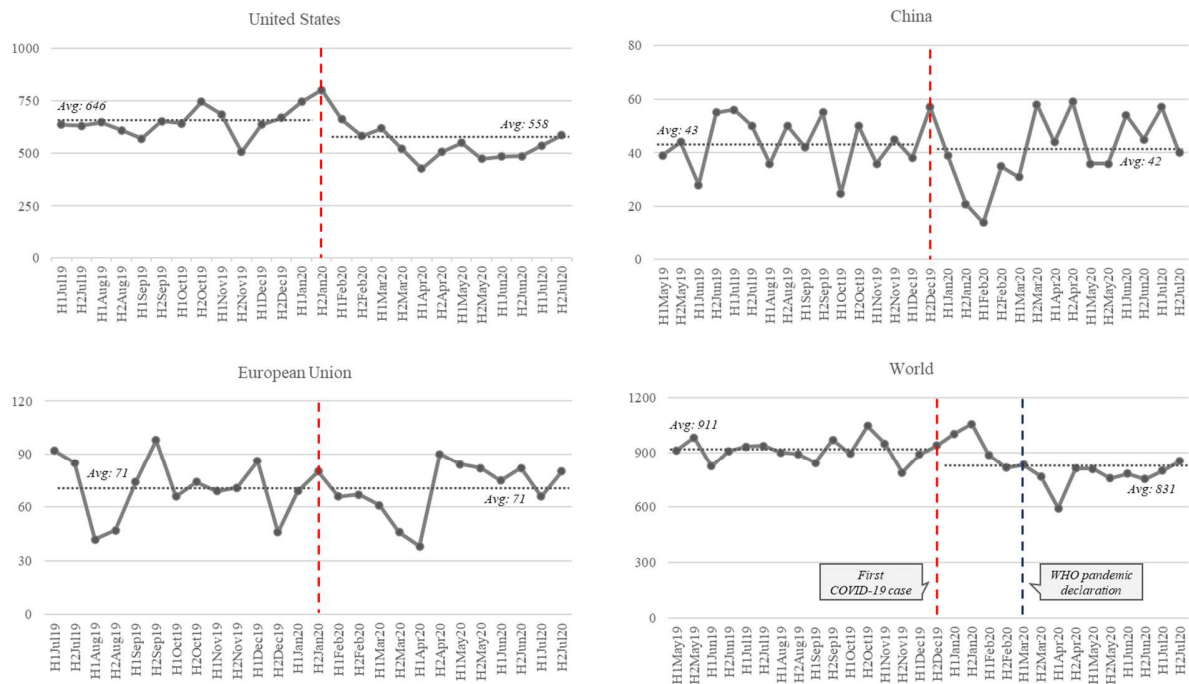 United States
1000
750
500
250
0
Avg: 646
Avg: 558
H1Jul19
H2Jul19
H1Aug19
H2Aug19
H1Sep19
H2Sep19
H1Oct19
H2Oct19
H1Nov19
H2Nov19
H1Dec19
H2Dec19
H1Jan20
H2Jan20
H1Feb20
H2Feb20
H1Mar20
H2Mar20
H1Apr20
H2Apr20
H1May20
H2May20
H1Jun20
H2Jun20
H1Jul20
H2Jul20
China
80
60
40
20
0
Avg: 43
Avg: 42
H1May19
H2May19
H1Jun19
H2Jun19
H1Jul19
H2Jul19
H1Aug19
H2Aug19
H1Sep19
H2Sep19
H1Oct19
H2Oct19
H1Nov19
H2Nov19
H1Dec19
H2Dec19
H1Jan20
H2Jan20
H1Feb20
H2Feb20
H1Mar20
H2Mar20
H1Apr20
H2Apr20
H1May20
H2May20
H1Jun20
H2Jun20
H1Jul20
H2Jul20
European Union
120
90
60
30
0
Avg: 71
Avg: 71
H1Jul19
H2Jul19
H1Aug19
H2Aug19
H1Sep19
H2Sep19
H1Oct19
H2Oct19
H1Nov19
H2Nov19
H1Dec19
H2Dec19
H1Jan20
H2Jan20
H1Feb20
H2Feb20
H1Mar20
H2Mar20
H1Apr20
H2Apr20
H1May20
H2May20
H1Jun20
H2Jun20
H1Jul20
H2Jul20
World
1200
900
600
300
0
Avg: 911
Avg: 831
First
COVID-19 case
WHO pandemic
declaration
H1May19
H2May19
H1Jun19
H2Jun19
H1Jul19
H2Jul19
H1Aug19
H2Aug19
H1Sep19
H2Sep19
H1Oct19
H2Oct19
H1Nov19
H2Nov19
H1Dec19
H2Dec19
H1Jan20
H2Jan20
H1Feb20
H2Feb20
H1Mar20
H2Mar20
H1Apr20
H2Apr20
H1May20
H2May20
H1Jun20
H2Jun20
H1Jul20
H2Jul20